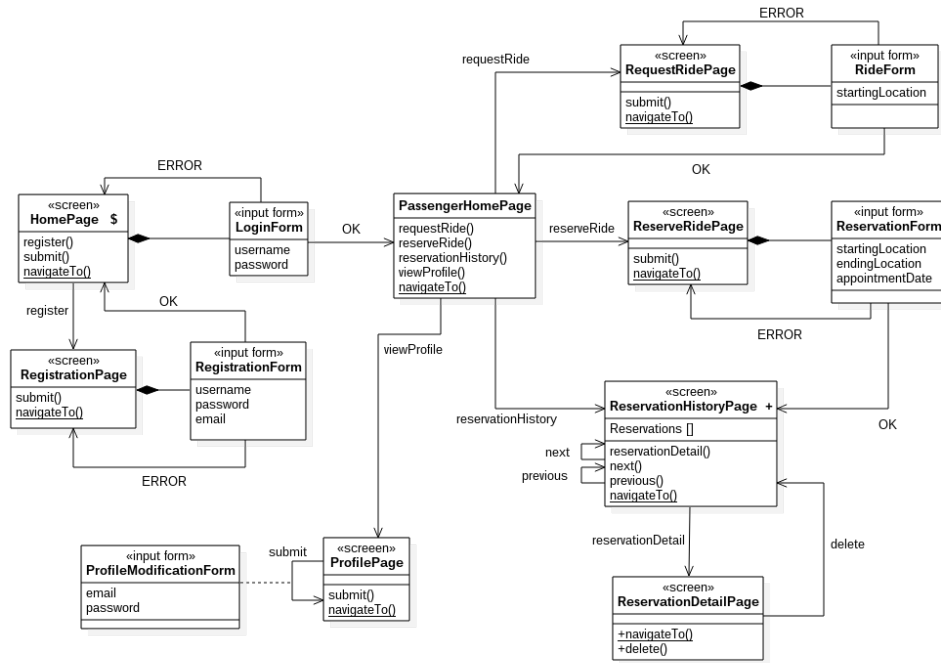 ERROR
«screen»
RequestRidePage
submit()
navigateTo()
«input form»
RideForm
startingLocation
requestRide
OK
ERROR
«screen»
HomePage $
register()
submit()
navigateTo()
«input form»
LoginForm
username
password
OK
PassengerHomePage
requestRide()
reserveRide()
reservationHistory()
viewProfile()
navigateTo()
reserveRide
«screen»
ReserveRidePage
submit()
navigateTo()
«input form»
ReservationForm
startingLocation
endingLocation
appointmentDate
ERROR
OK
register
OK
«screen»
RegistrationPage
submit()
navigateTo()
«input form»
RegistrationForm
username
password
email
ERROR
viewProfile
reservationHistory
«screen»
ReservationHistoryPage +
Reservations []
reservationDetail()
next()
previous()
navigateTo()
next
previous
reservationDetail
delete
«input form»
ProfileModificationForm
email
password
submit
«screeen»
ProfilePage
submit()
navigateTo()
«screen»
ReservationDetailPage
+navigateTo()
+delete()